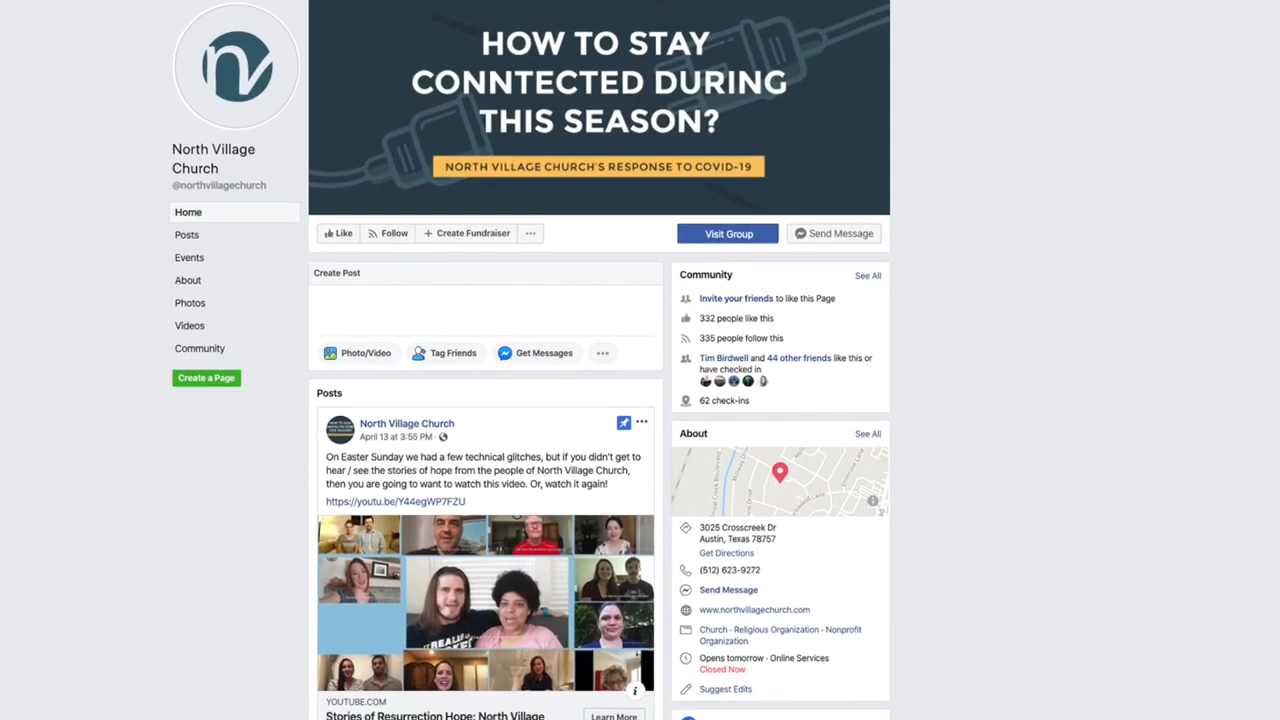 nv
North Village
Church
@northvillagechurch
Home
Posts
Events
About
Photos
Videos
Community
Create a Page
HOW TO STAY
CONNTECTED DURING
THIS SEASON?
NORTH VILLAGE CHURCH'S RESPONSE TO COVID-19
Like
Follow
+ Create Fundraiser
...
Visit Group
Send Message
Create Post
Photo/Video
Tag Friends
Get Messages
...
Posts
North Village Church
April 13 at 3:55 PM ·
...
On Easter Sunday we had a few technical glitches, but if you didn't get to
hear / see the stories of hope from the people of North Village Church,
then you are going to want to watch this video. Or, watch it again!
https://youtu.be/Y44egWP7FZU
YOUTUBE.COM
Stories of Resurrection Hope: North Village
Learn More
Community
See All
Invite your friends to like this Page
332 people like this
335 people follow this
Tim Birdwell and 44 other friends like this or
have checked in
62 check-ins
About
See All
3025 Crosscreek Dr
Austin, Texas 78757
Get Directions
(512) 623-9272
Send Message
www.northvillagechurch.com
Church · Religious Organization · Nonprofit
Organization
Opens tomorrow · Online Services
Closed Now
Suggest Edits